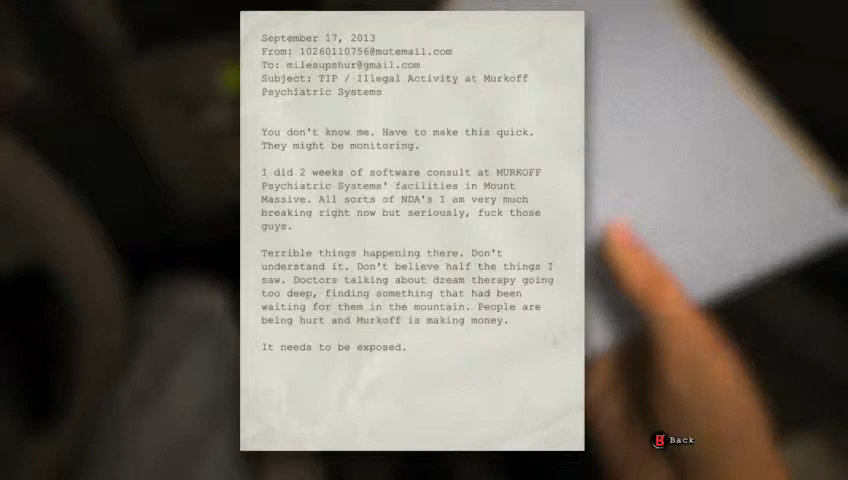 September 17, 2013
From: 10260110756@mutemail.com
To: milesupshur@gmail.com
Subject: TIP / Illegal Activity at Murkoff
Psychiatric Systems
You don't know me. Have to make this quick.
They might be monitoring.
I did 2 weeks of software consult at MURKOFF
Psychiatric Systems' facilities in Mount
Massive. All sorts of NDA's I am very much
breaking right now but seriously, fuck those
guys.
Terrible things happening there. Don't
understand it. Don't believe half the things I
saw. Doctors talking about dream therapy going
too deep, finding something that had been
waiting for them in the mountain. People are
being hurt and Murkoff is making money.
It needs to be exposed.
B Back